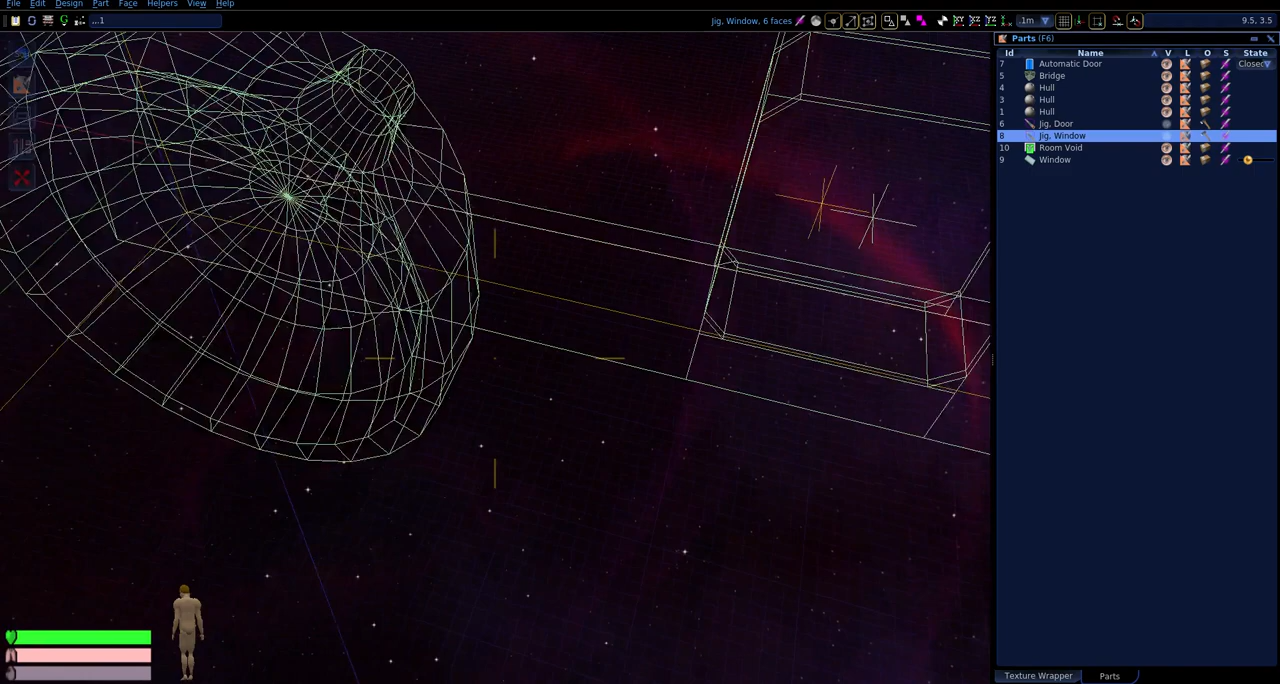 File Edit Design Part Face Helpers View Help
...1
Jig, Window, 6 faces
.1m
9.5, 3.5
Parts (F6)
Id Name V L O S State
7 Automatic Door Closed
5 Bridge
4 Hull
3 Hull
1 Hull
6 Jig, Door
8 Jig, Window
10 Room Void
9 Window
Texture Wrapper Parts